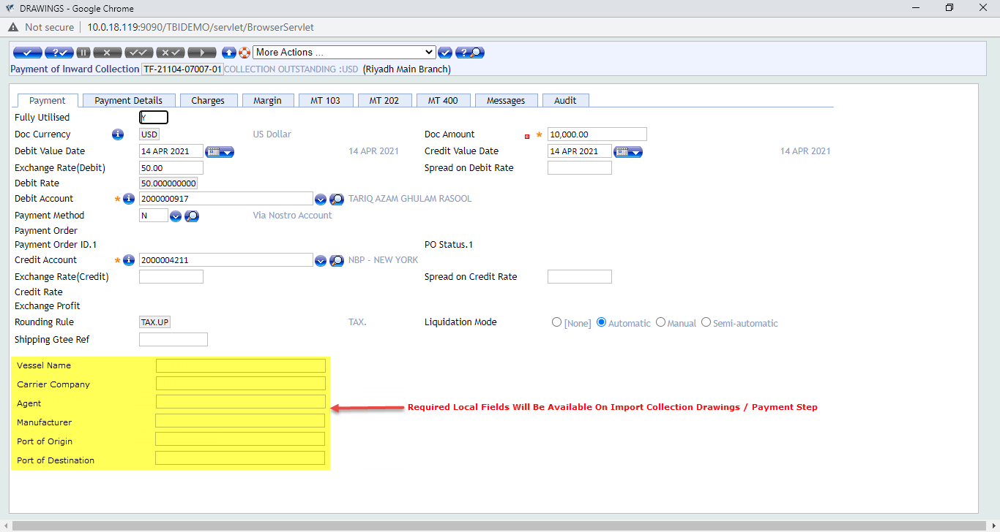 DRAWINGS - Google Chrome
Not secure 10.0.18.119:9090/TBIDEMO/servlet/BrowserServlet
More Actions ...
Payment of Inward Collection TF-21104-07007-01 COLLECTION OUTSTANDING :USD (Riyadh Main Branch)
Payment Payment Details Charges Margin MT 103 MT 202 MT 400 Messages Audit
Fully Utilised Y
Doc Currency USD US Dollar Doc Amount * 10,000.00
Debit Value Date 14 APR 2021 14 APR 2021 Credit Value Date 14 APR 2021 14 APR 2021
Exchange Rate(Debit) 50.00 Spread on Debit Rate
Debit Rate 50.000000000
Debit Account * 2000000917 TARIQ AZAM GHULAM RASOOL
Payment Method N Via Nostro Account
Payment Order
Payment Order ID.1 PO Status.1
Credit Account * 2000004211 NBP - NEW YORK
Exchange Rate(Credit) Spread on Credit Rate
Credit Rate
Exchange Profit
Rounding Rule TAX.UP TAX. Liquidation Mode [None] Automatic Manual Semi-automatic
Shipping Gtee Ref
Vessel Name
Carrier Company
Agent
Required Local Fields Will Be Available On Import Collection Drawings / Payment Step
Manufacturer
Port of Origin
Port of Destination